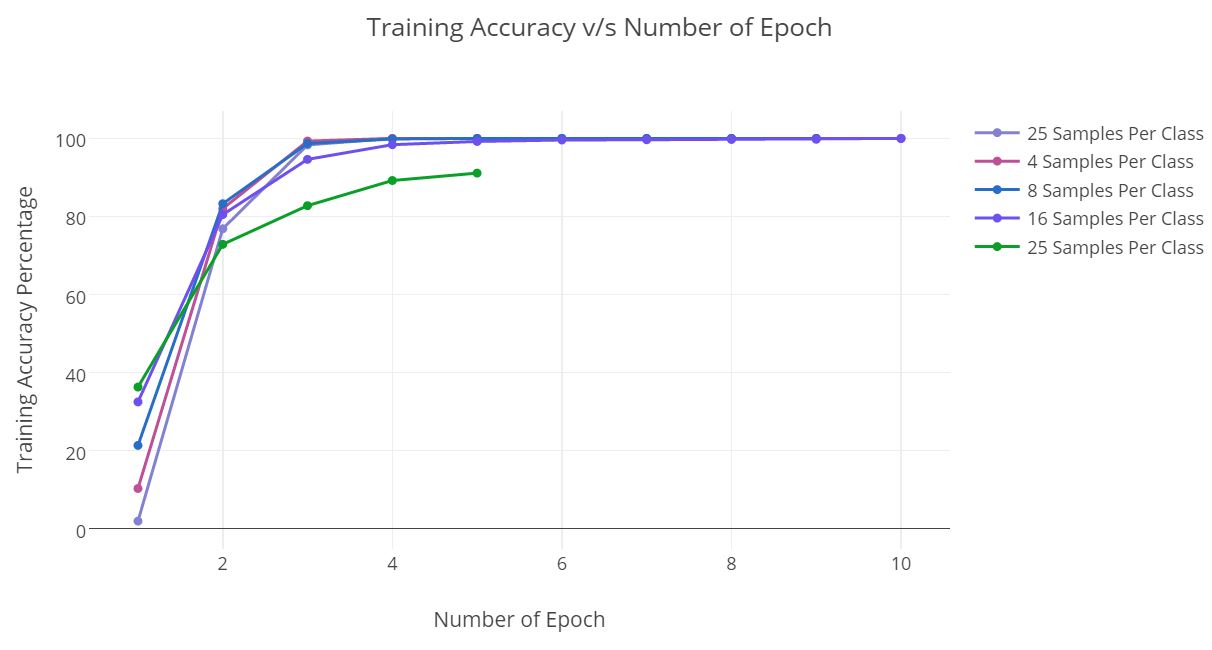 Training Accuracy v/s Number of Epoch
Training Accuracy Percentage
100
80
60
40
20
0
2
4
6
8
10
Number of Epoch
25 Samples Per Class
4 Samples Per Class
8 Samples Per Class
16 Samples Per Class
25 Samples Per Class